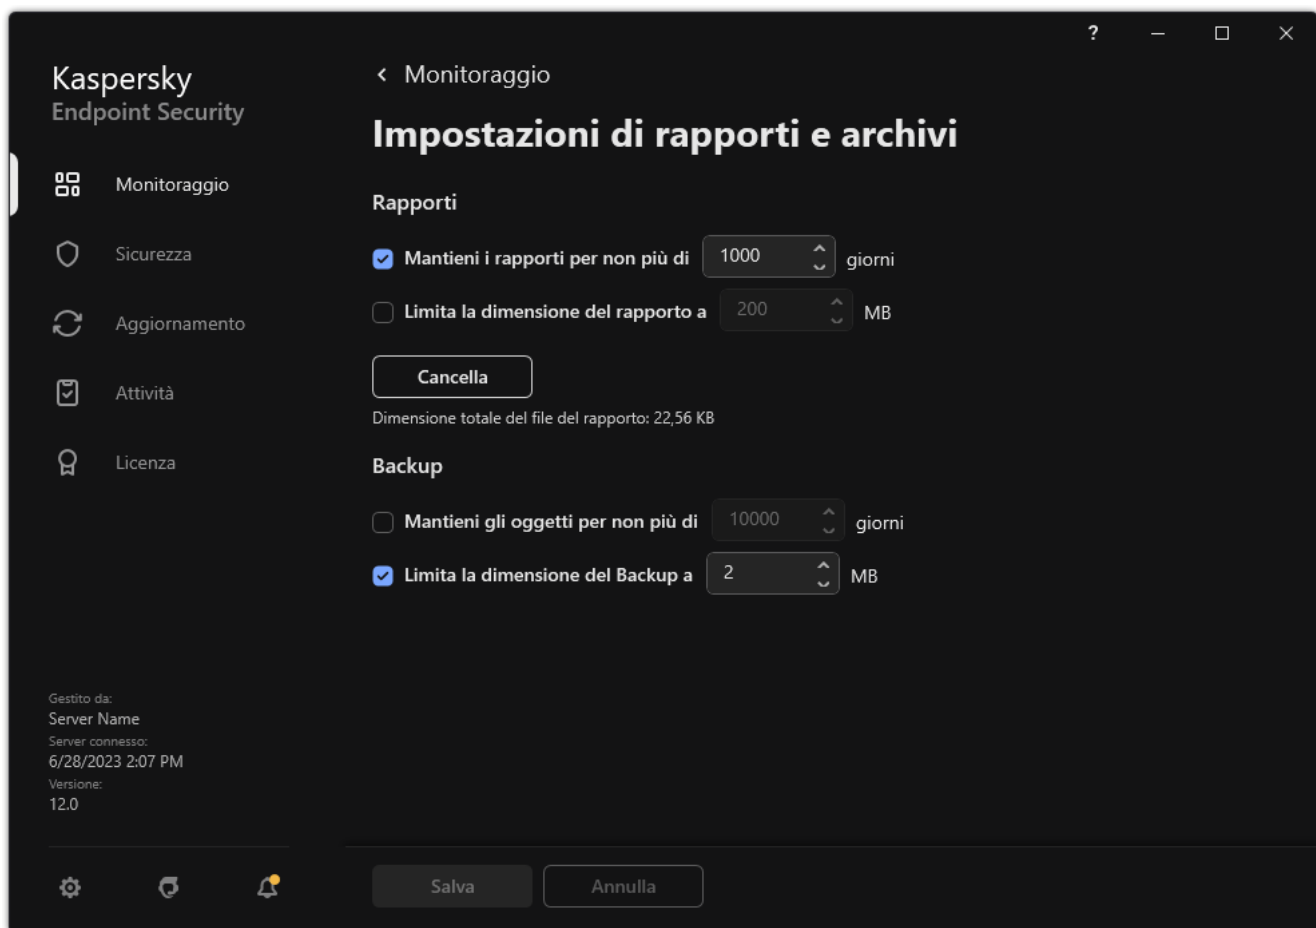 ?
Kaspersky
Endpoint Security
Monitoraggio
Sicurezza
Aggiornamento
Attività
Licenza
Gestito da:
Server Name
Server connesso:
6/28/2023 2:07 PM
Versione:
12.0
Monitoraggio
Impostazioni di rapporti e archivi
Rapporti
Mantieni i rapporti per non più di 1000 giorni
Limita la dimensione del rapporto a 200 MB
Cancella
Dimensione totale del file del rapporto: 22,56 KB
Backup
Mantieni gli oggetti per non più di 10000 giorni
Limita la dimensione del Backup a 2 MB
Salva Annulla